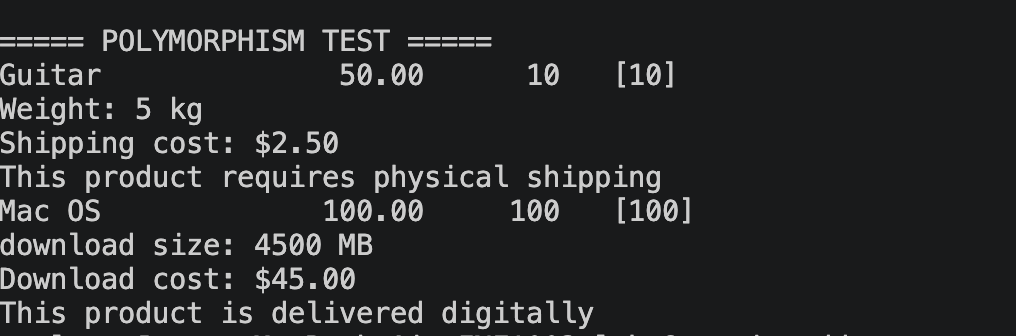 ===== POLYMORPHISM TEST =====
Guitar              50.00      10   [10]
Weight: 5 kg
Shipping cost: $2.50
This product requires physical shipping
Mac OS             100.00     100   [100]
download size: 4500 MB
Download cost: $45.00
This product is delivered digitally